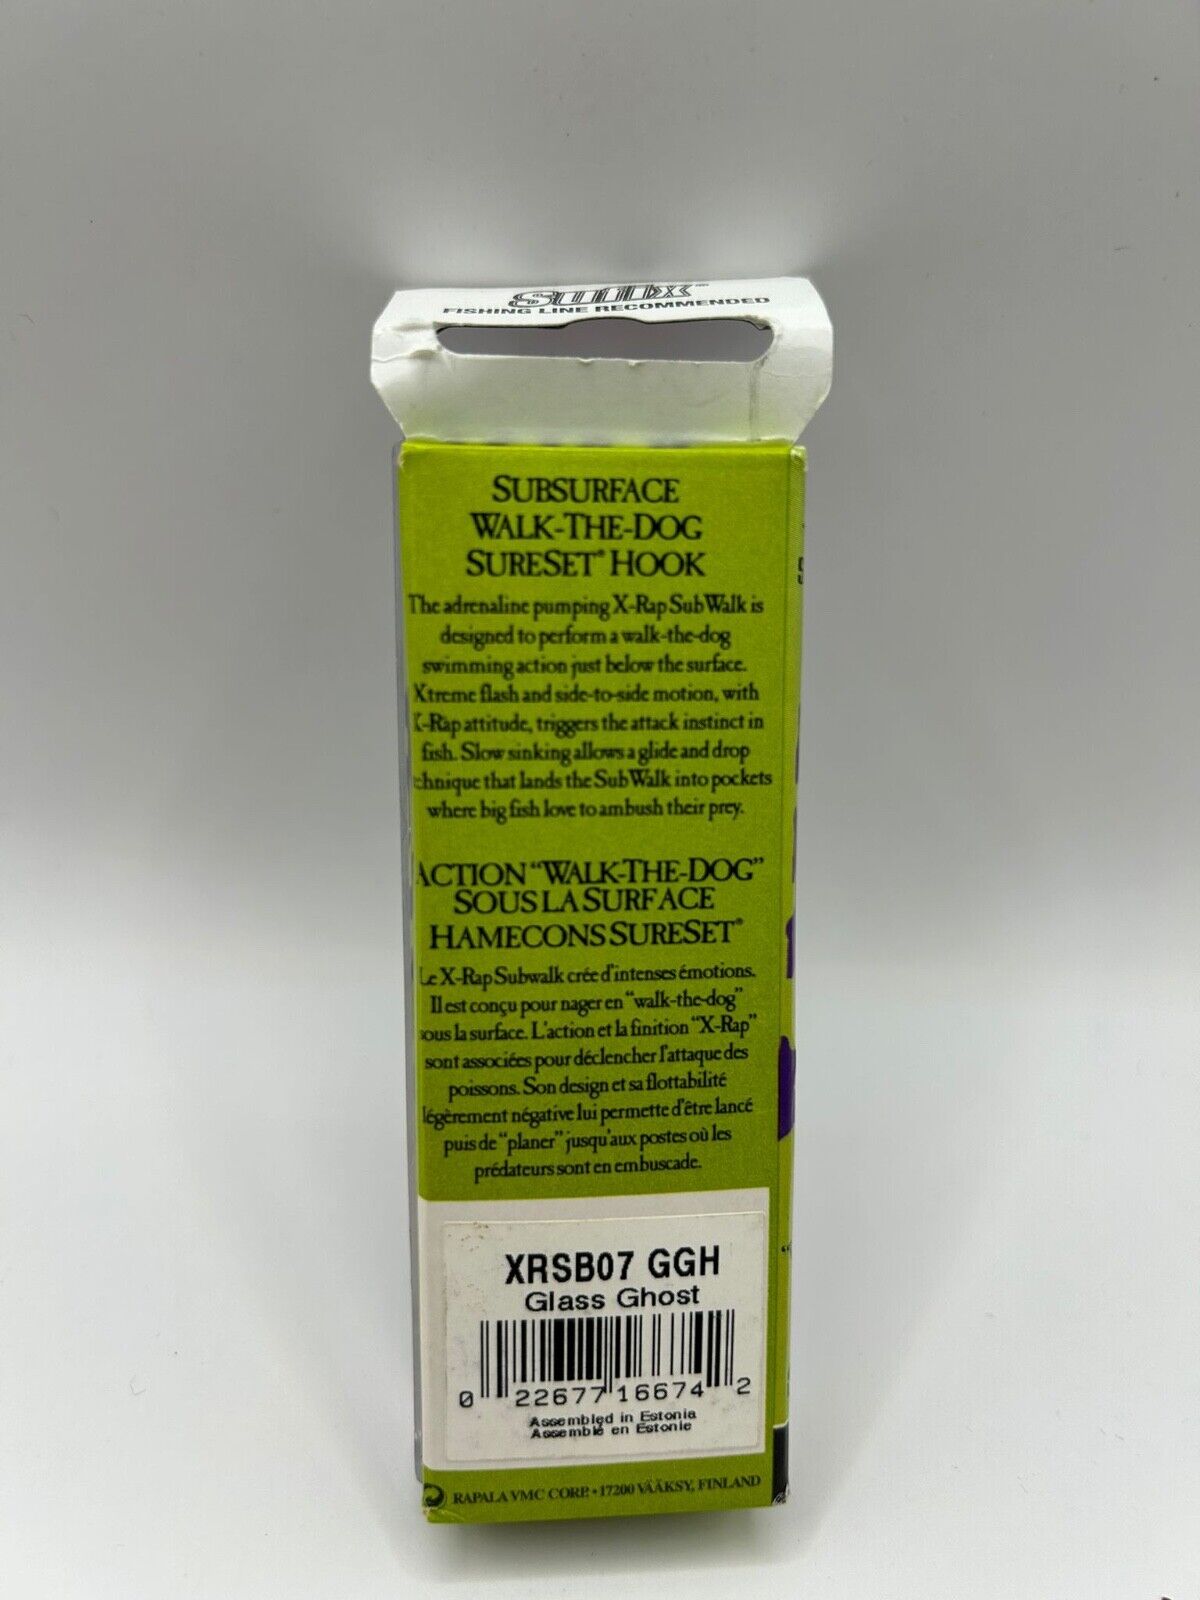 Sufix
FISHING LINE RECOMMENDED
SUBSURFACE
WALK-THE-DOG
SURESET® HOOK
The adrenaline pumping X-Rap SubWalk is
designed to perform a walk-the-dog
swimming action just below the surface.
Xtreme flash and side-to-side motion, with
X-Rap attitude, triggers the attack instinct in
fish. Slow sinking allows a glide and drop
chnique that lands the SubWalk into pockets
where big fish love to ambush their prey.
ACTION "WALK-THE-DOG"
SOUS LA SURFACE
HAMECONS SURESET®
Le X-Rap Subwalk crée d'intenses émotions.
Il est conçu pour nager en "walk-the-dog"
sous la surface. L'action et la finition "X-Rap"
sont associées pour déclencher l'attaque des
poissons. Son design et sa flottabilité
légèrement négative lui permette d'être lancé
puis de "planer" jusqu'aux postes où les
prédateurs sont en embuscade.
XRSB07 GGH
Glass Ghost
0 22677 16674 2
Assembled in Estonia
Assemblé en Estonie
RAPALA VMC CORP. • 17200 VÄÄKSY, FINLAND